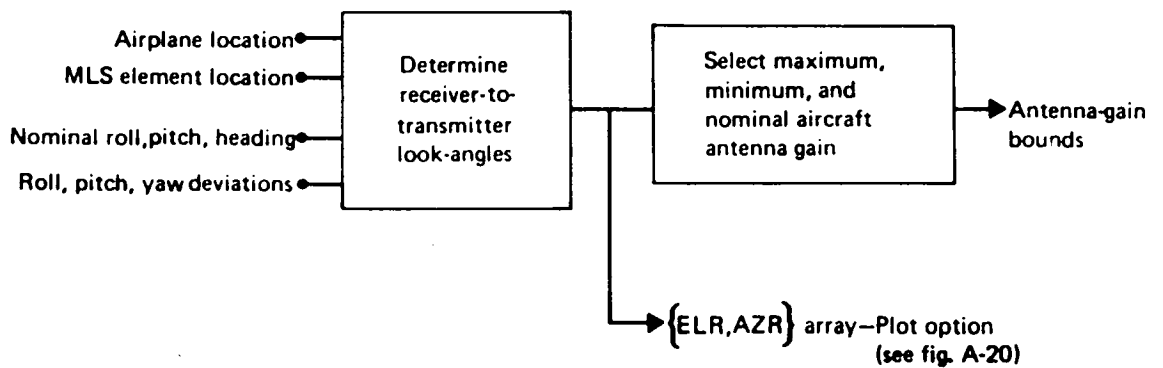 Airplane location
MLS element location
Nominal roll, pitch, heading
Roll, pitch, yaw deviations
Determine
receiver-to-
transmitter
look-angles
Select maximum,
minimum, and
nominal aircraft
antenna gain
Antenna-gain
bounds
{ELR,AZR} array—Plot option
(see fig. A-20)